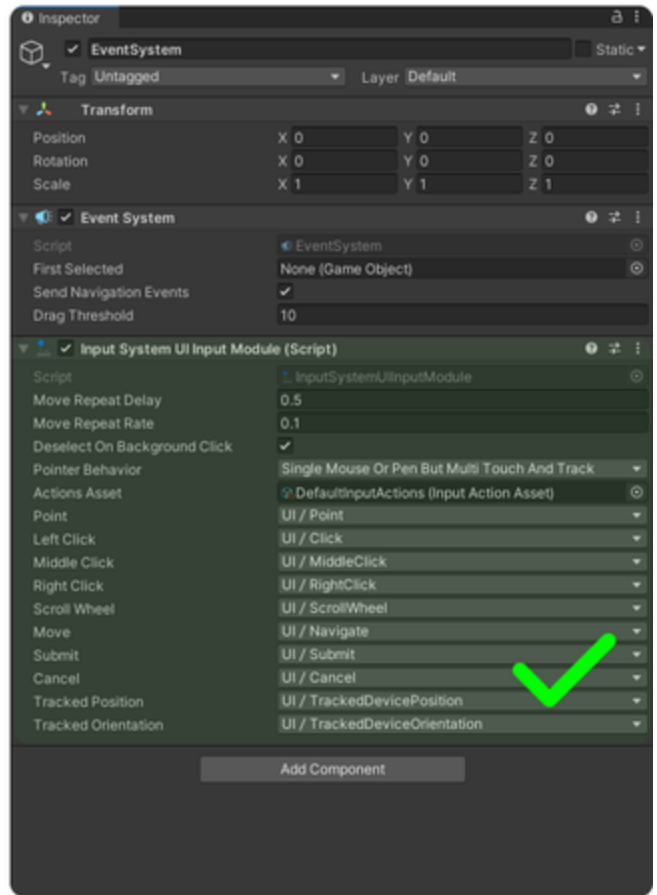 Inspector
EventSystem Static
Tag Untagged Layer Default
Transform
Position X 0 Y 0 Z 0
Rotation X 0 Y 0 Z 0
Scale X 1 Y 1 Z 1
Event System
Script EventSystem
First Selected None (Game Object)
Send Navigation Events
Drag Threshold 10
Input System UI Input Module (Script)
Script InputSystemUIInputModule
Move Repeat Delay 0.5
Move Repeat Rate 0.1
Deselect On Background Click
Pointer Behavior Single Mouse Or Pen But Multi Touch And Track
Actions Asset DefaultInputActions (Input Action Asset)
Point UI / Point
Left Click UI / Click
Middle Click UI / MiddleClick
Right Click UI / RightClick
Scroll Wheel UI / ScrollWheel
Move UI / Navigate
Submit UI / Submit
Cancel UI / Cancel
Tracked Position UI / TrackedDevicePosition
Tracked Orientation UI / TrackedDeviceOrientation
Add Component